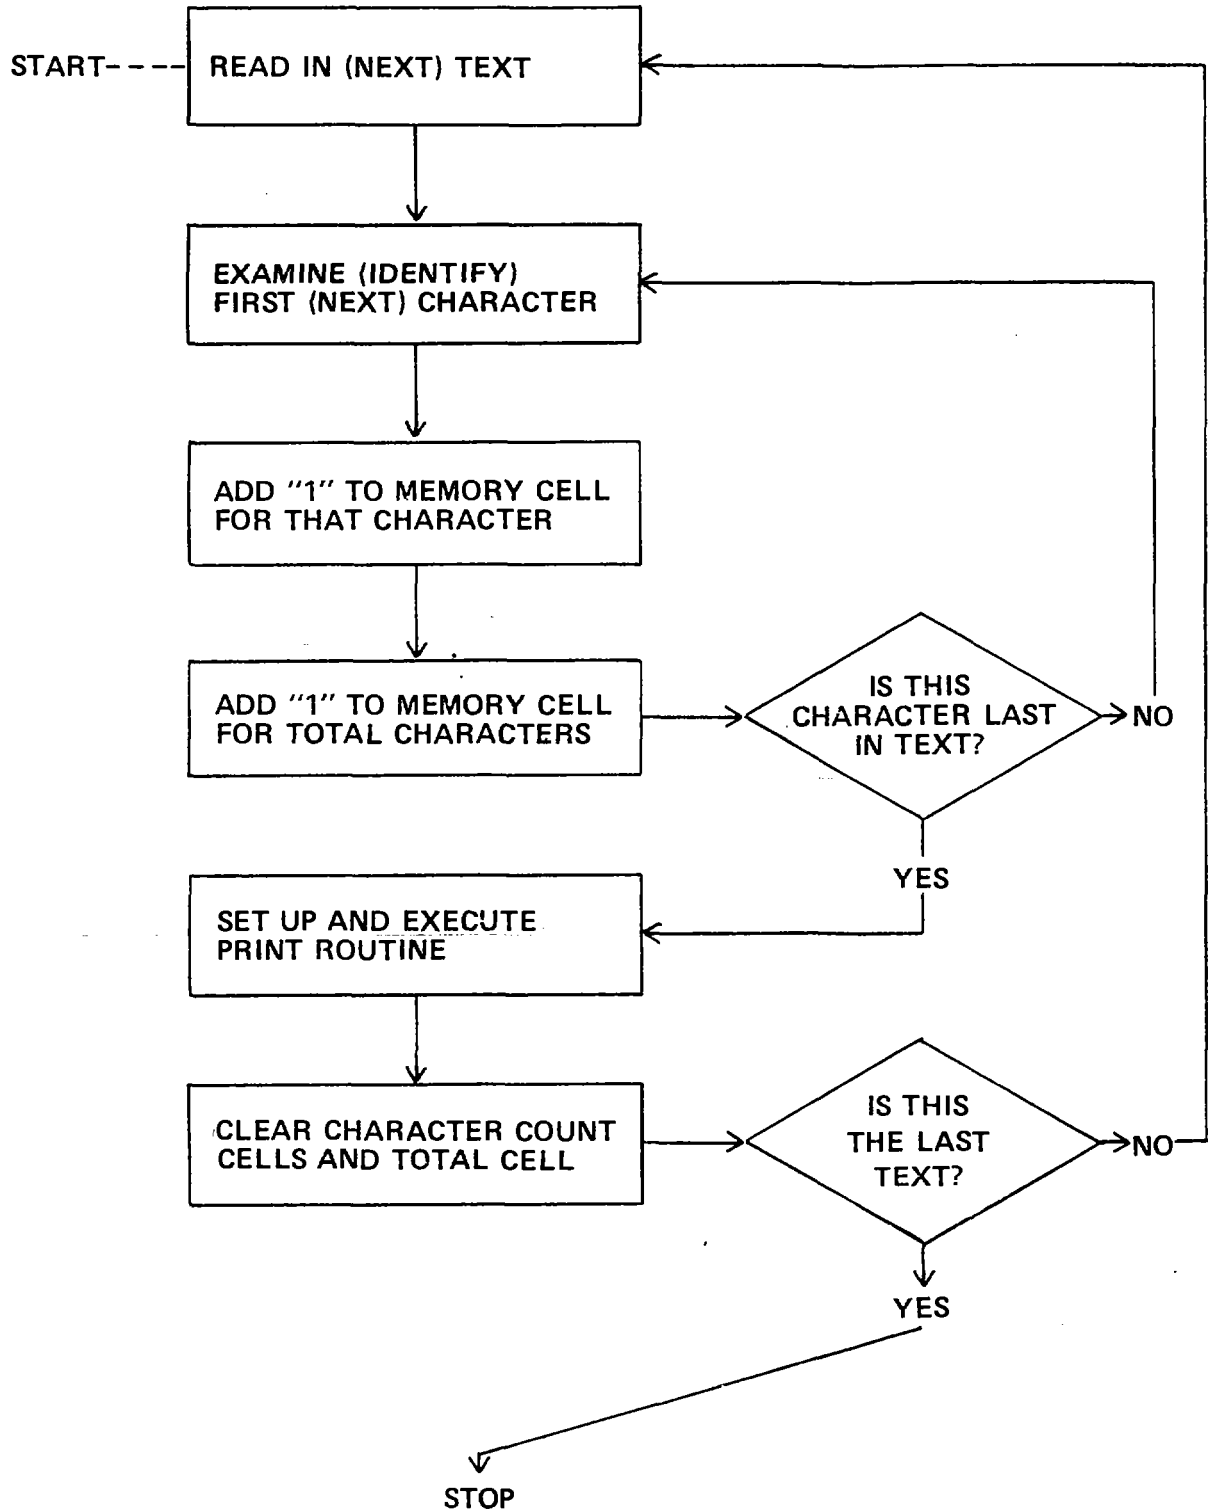 START---- READ IN (NEXT) TEXT
EXAMINE (IDENTIFY)
FIRST (NEXT) CHARACTER
ADD "1" TO MEMORY CELL
FOR THAT CHARACTER
ADD "1" TO MEMORY CELL
FOR TOTAL CHARACTERS
IS THIS
CHARACTER LAST
IN TEXT?
NO
YES
SET UP AND EXECUTE
PRINT ROUTINE
CLEAR CHARACTER COUNT
CELLS AND TOTAL CELL
IS THIS
THE LAST
TEXT?
NO
YES
STOP